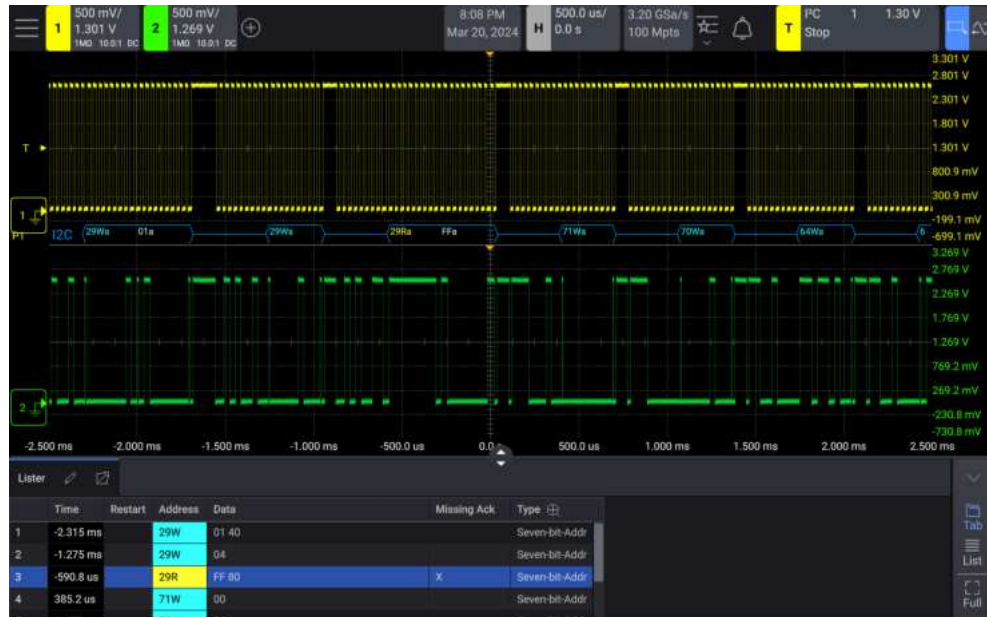 500 mV/ 500 mV/ 8:08 PM 500.0 us/ 3.20 GSa/s I²C 1 1.30 V
1 1.301 V 2 1.269 V Mar 20, 2024 H 0.0 s 100 Mpts T Stop
1MΩ 10.0:1 DC 1MΩ 10.0:1 DC
3.301 V
2.801 V
2.301 V
1.801 V
T 1.301 V
800.9 mV
300.9 mV
1 -199.1 mV
P1 I2C 29Wa 01a 29Wa 29Ra FFa 71Wa 70Wa 64Wa 6 -699.1 mV
3.269 V
2.769 V
2.269 V
1.769 V
1.269 V
769.2 mV
269.2 mV
2 -230.8 mV
-730.8 mV
-2.500 ms -2.000 ms -1.500 ms -1.000 ms -500.0 us 0.0 500.0 us 1.000 ms 1.500 ms 2.000 ms 2.500 ms
Lister
Time Restart Address Data Missing Ack Type
1 -2.315 ms 29W 01 40 Seven-bit-Addr
2 -1.275 ms 29W 04 Seven-bit-Addr
3 -590.8 us 29R FF 80 X Seven-bit-Addr
4 385.2 us 71W 00 Seven-bit-Addr
Tab
List
Full